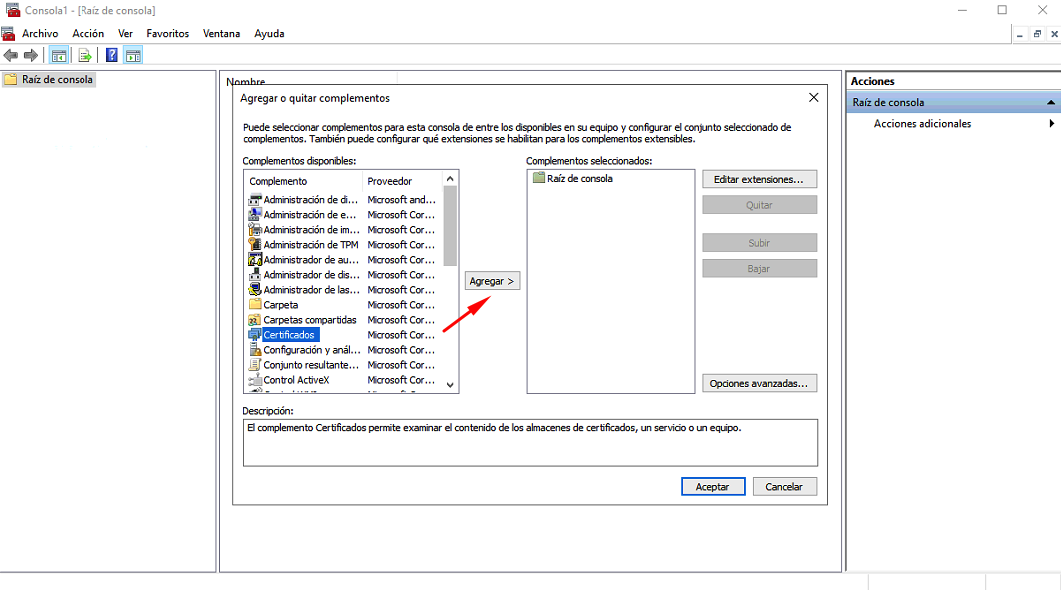 Consola1 - [Raíz de consola]
Archivo Acción Ver Favoritos Ventana Ayuda
Raíz de consola
Nombre
Acciones
Raíz de consola
Acciones adicionales
Agregar o quitar complementos
Puede seleccionar complementos para esta consola de entre los disponibles en su equipo y configurar el conjunto seleccionado de
complementos. También puede configurar qué extensiones se habilitan para los complementos extensibles.
Complementos disponibles:
Complemento Proveedor
Administración de di... Microsoft and...
Administración de e... Microsoft Cor...
Administración de im... Microsoft Cor...
Administración de TPM Microsoft Cor...
Administrador de au... Microsoft Cor...
Administrador de dis... Microsoft Cor...
Administrador de las... Microsoft Cor...
Carpeta Microsoft Cor...
Carpetas compartidas Microsoft Cor...
Certificados Microsoft Cor...
Configuración y anál... Microsoft Cor...
Conjunto resultante... Microsoft Cor...
Control ActiveX Microsoft Cor...
Agregar >
Complementos seleccionados:
Raíz de consola
Editar extensiones...
Quitar
Subir
Bajar
Opciones avanzadas...
Descripción:
El complemento Certificados permite examinar el contenido de los almacenes de certificados, un servicio o un equipo.
Aceptar Cancelar